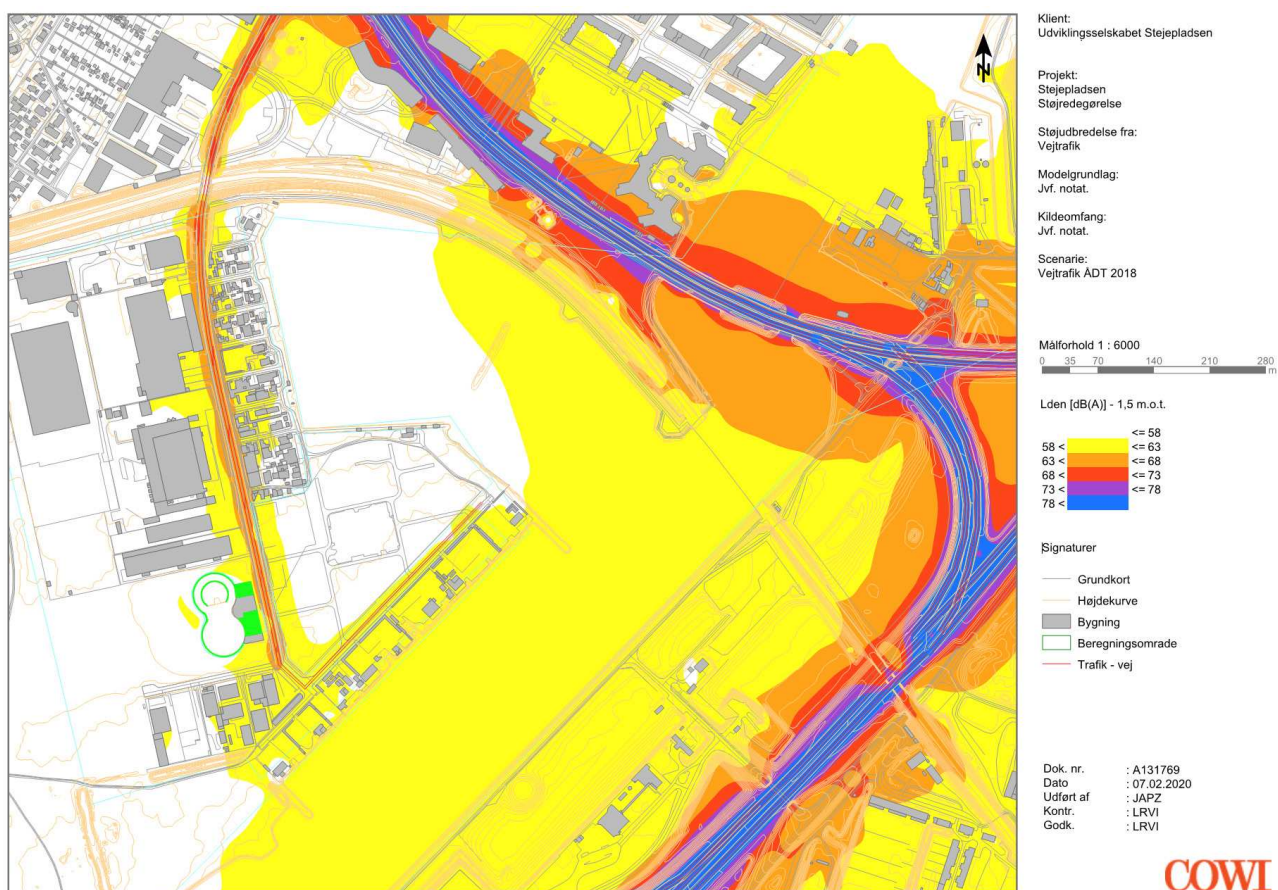 Klient:
Udviklingsselskabet Stejepladsen
Projekt:
Stejepladsen
Støjredegørelse
Støjudbredelse fra:
Vejtrafik
Modelgrundlag:
Jvf. notat.
Kildeomfang:
Jvf. notat.
Scenarie:
Vejtrafik ÅDT 2018
N
Målforhold 1 : 6000
0 35 70 140 210 280
m
Lden [dB(A)] - 1,5 m.o.t.
<= 58
58 < <= 63
63 < <= 68
68 < <= 73
73 < <= 78
78 <
Signaturer
Grundkort
Højdekurve
Bygning
Beregningsomrade
Trafik - vej
Dok. nr. : A131769
Dato : 07.02.2020
Udført af : JAPZ
Kontr. : LRVI
Godk. : LRVI
COWI